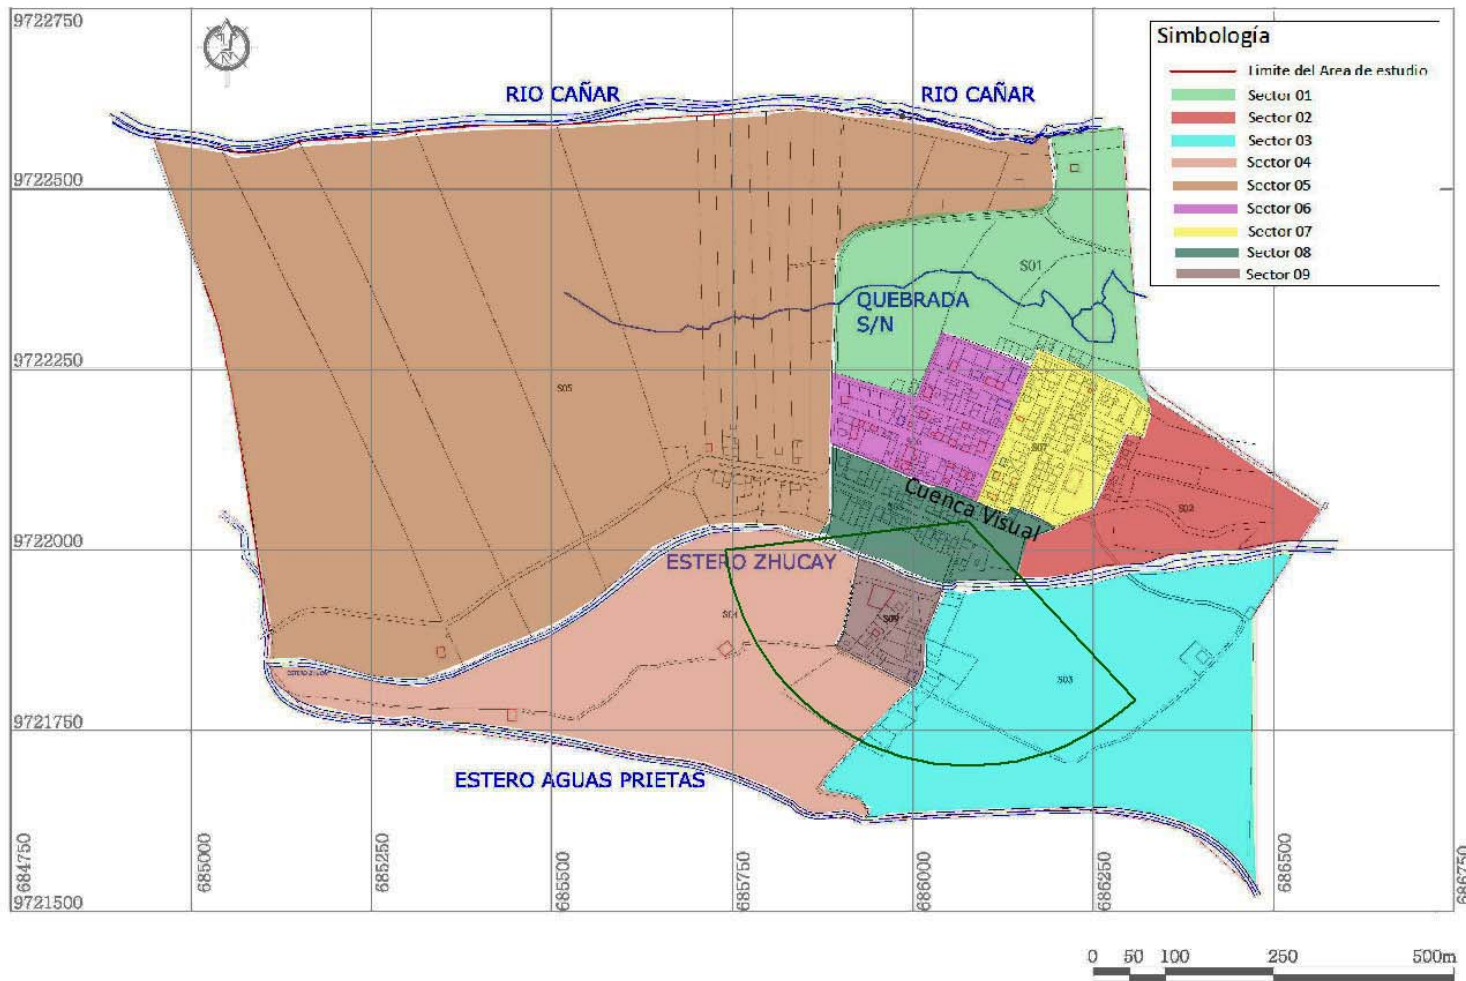 9722750
Simbología
Limite del Area de estudio
Sector 01
Sector 02
Sector 03
Sector 04
Sector 05
Sector 06
Sector 07
Sector 08
Sector 09
RIO CAÑAR
RIO CAÑAR
9722500
S01
QUEBRADA
S/N
9722250
S05
S07
Cuenca Visual
S02
9722000
ESTERO ZHUCAY
S04
S09
S03
9721750
ESTERO AGUAS PRIETAS
684750
685000
685250
685500
685750
686000
686250
686500
686750
9721500
0 50 100 250 500m